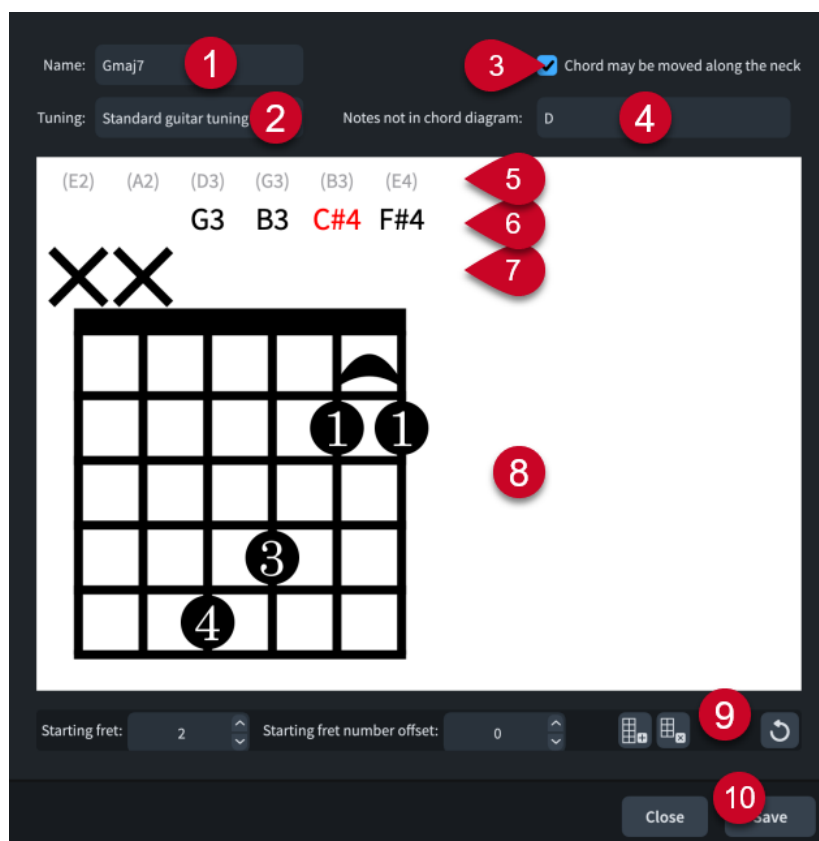 Name: Gmaj7 1 3 Chord may be moved along the neck
Tuning: Standard guitar tuning 2 Notes not in chord diagram: D 4
(E2) (A2) (D3) (G3) (B3) (E4) 5
G3 B3 C#4 F#4 6
7
1 1
8
3
4
Starting fret: 2 Starting fret number offset: 0 9
10
Close